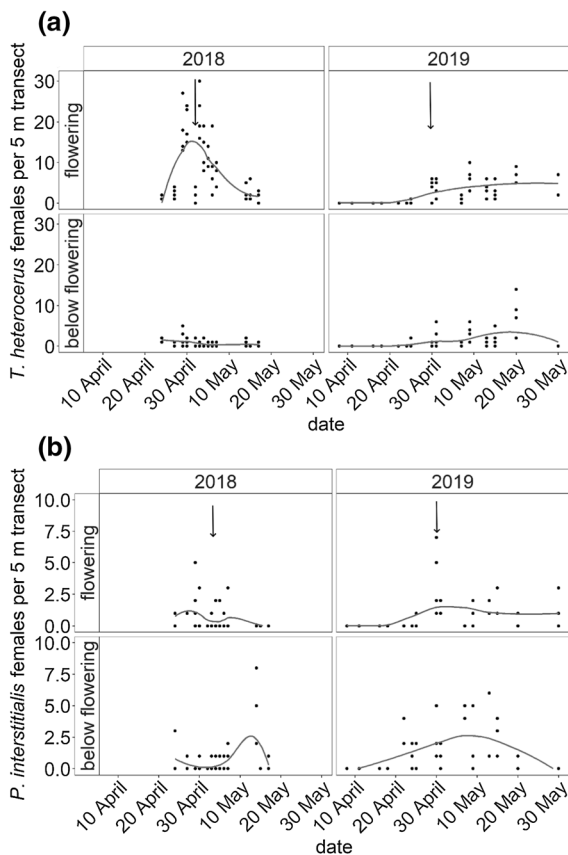 (a)
2018 2019
T. heterocerus females per 5 m transect
flowering
30
20
10
0
below flowering
30
20
10
0
10 April 20 April 30 April 10 May 20 May 30 May 10 April 20 April 30 April 10 May 20 May 30 May
date
(b)
2018 2019
P. interstitialis females per 5 m transect
flowering
10.0
7.5
5.0
2.5
0.0
below flowering
10.0
7.5
5.0
2.5
0.0
10 April 20 April 30 April 10 May 20 May 30 May 10 April 20 April 30 April 10 May 20 May 30 May
date